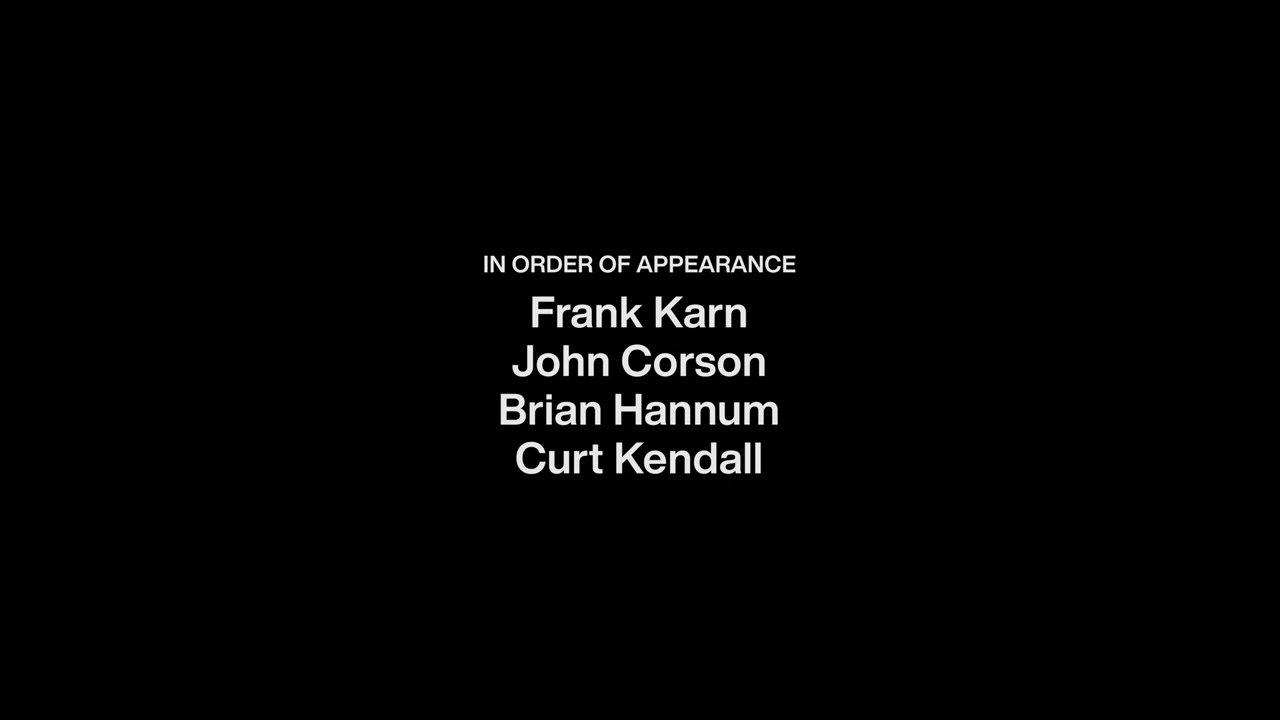 IN ORDER OF APPEARANCE
Frank Karn
John Corson
Brian Hannum
Curt Kendall